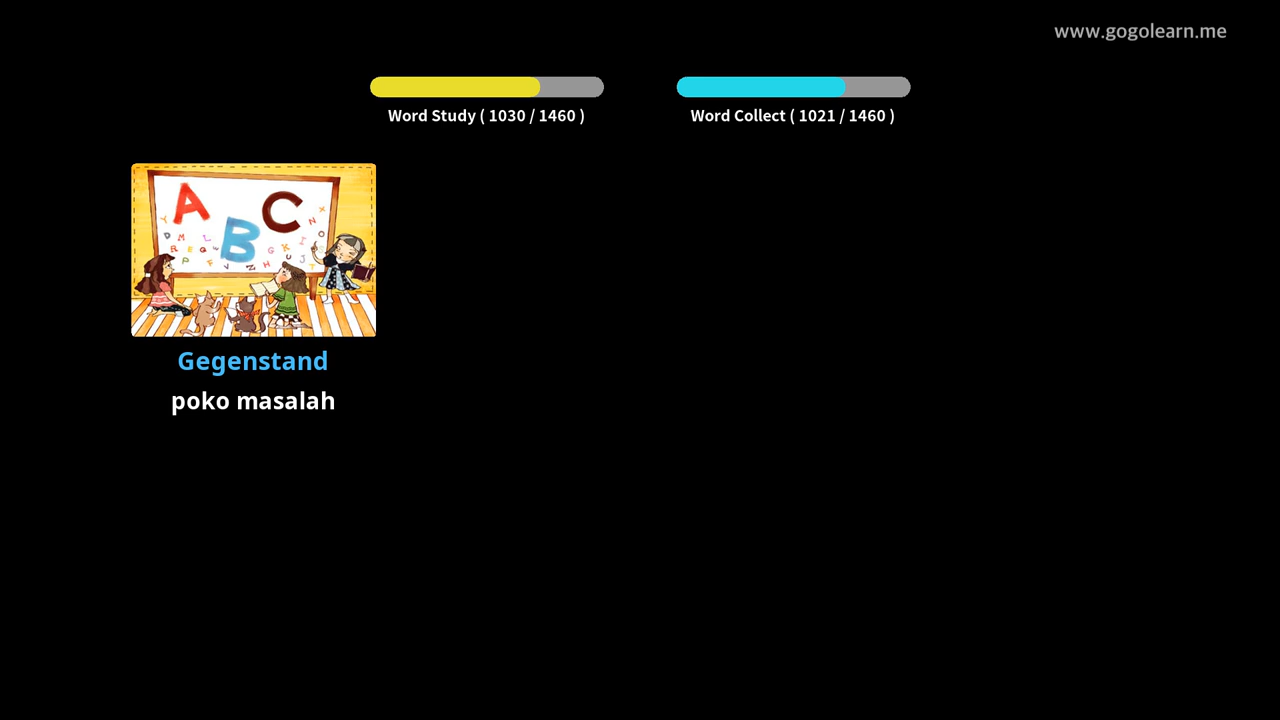 www.gogolearn.me
Word Study ( 1030 / 1460 )
Word Collect ( 1021 / 1460 )
A
B
C
Gegenstand
poko masalah